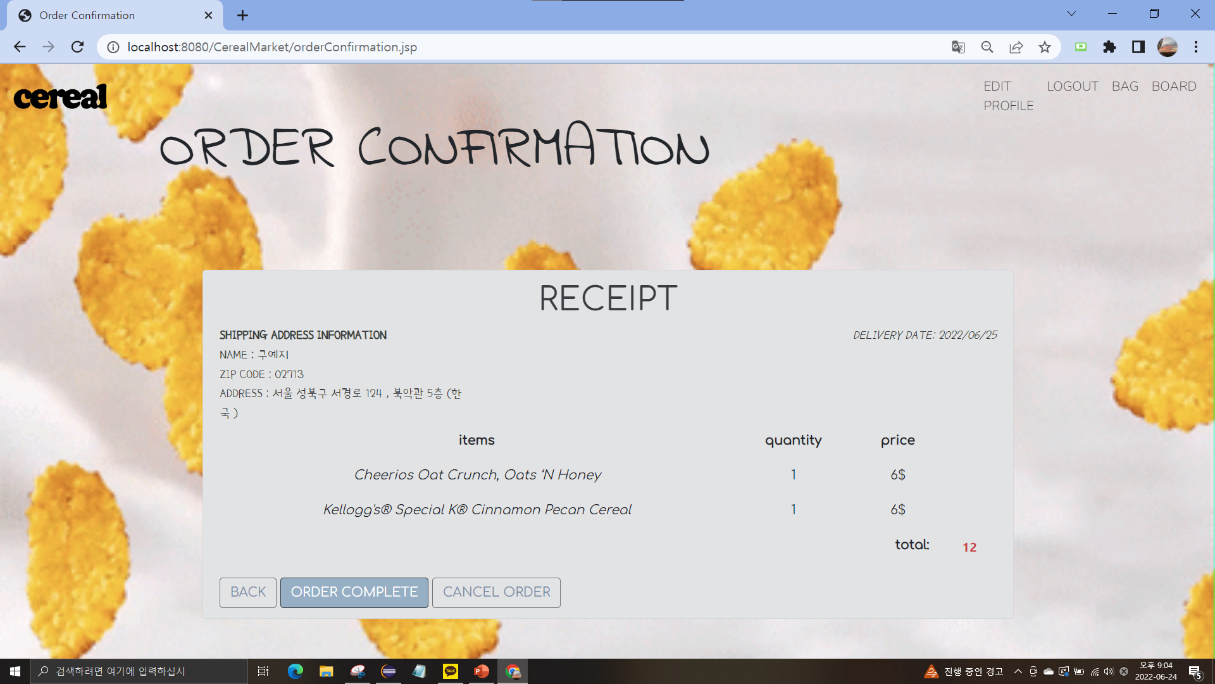 Order Confirmation
localhost:8080/CerealMarket/orderConfirmation.jsp
cereal
EDIT PROFILE LOGOUT BAG BOARD
ORDER CONFIRMATION
RECEIPT
SHIPPING ADDRESS INFORMATION DELIVERY DATE: 2022/06/25
NAME : 구예지
ZIP CODE : 02713
ADDRESS : 서울 성북구 서경로 124 , 북악관 5층 (한
국 )
items quantity price
Cheerios Oat Crunch, Oats 'N Honey 1 6$
Kellogg's® Special K® Cinnamon Pecan Cereal 1 6$
total: 12
BACK ORDER COMPLETE CANCEL ORDER
검색하려면 여기에 입력하십시 진행 중인 경고 오후 9:04
2022-06-24 5